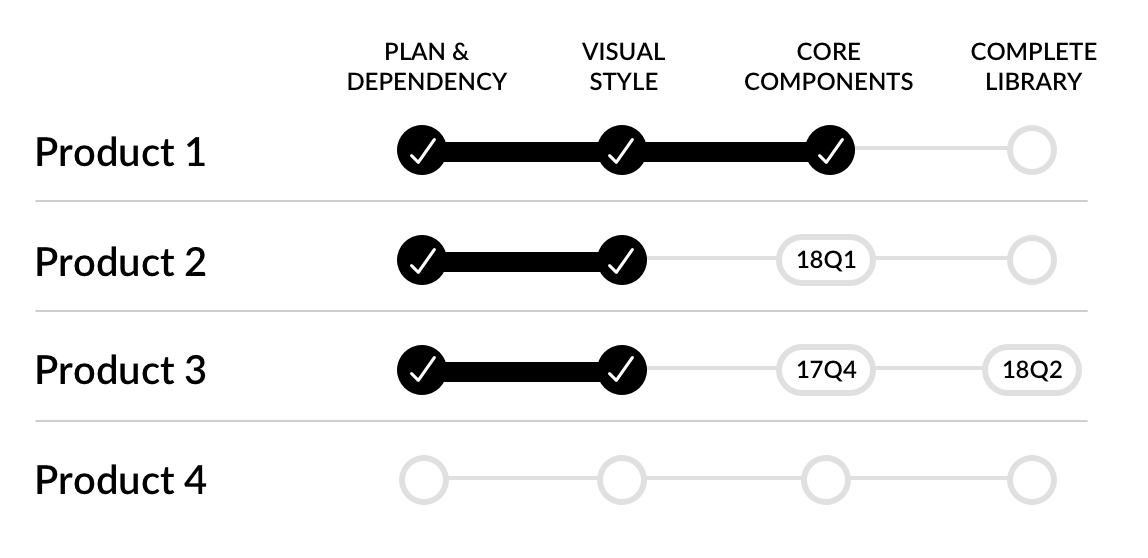 PLAN &
DEPENDENCY
VISUAL
STYLE
CORE
COMPONENTS
COMPLETE
LIBRARY
Product 1
Product 2
18Q1
Product 3
17Q4
18Q2
Product 4